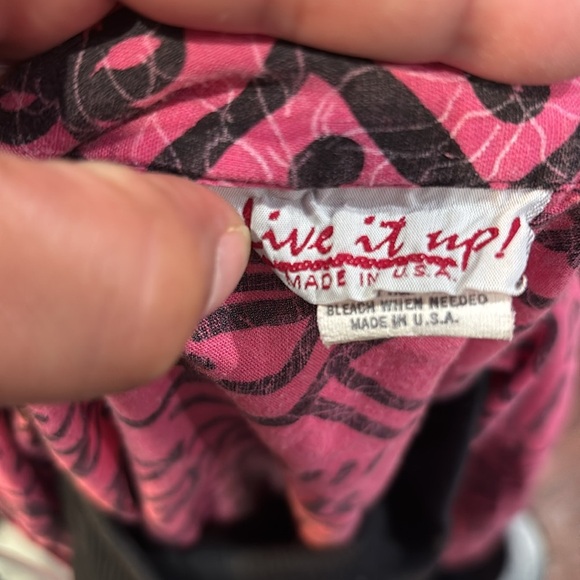 Live it up!
MADE IN U.S.A.
BLEACH WHEN NEEDED
MADE IN U.S.A.